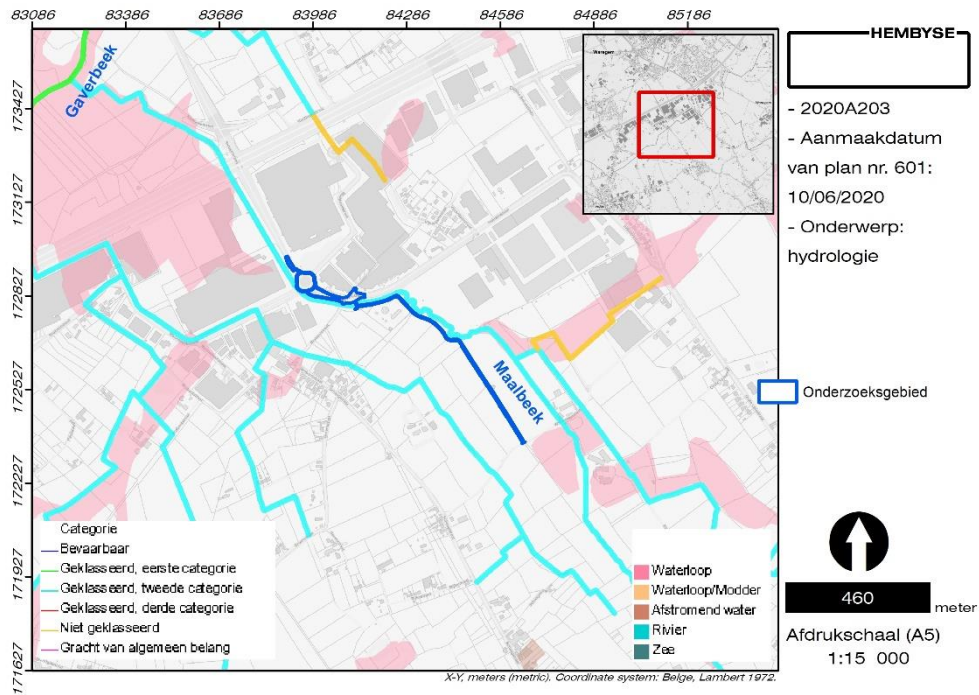 83086 83386 83686 83986 84286 84586 84886 85186
173427
173127
172827
172527
172227
171927
171627
Gaverbeek
Maalbeek
Waregem
HEMBYSE
- 2020A203
- Aanmaakdatum
van plan nr. 601:
10/06/2020
- Onderwerp:
hydrologie
Onderzoeksgebied
Categorie
Bevaarbaar
Geklasseerd, eerste categorie
Geklasseerd, tweede categorie
Geklasseerd, derde categorie
Niet geklasseerd
Gracht van algemeen belang
Waterloop
Waterloop/Modder
Afstromend water
Rivier
Zee
460 meter
Afdrukschaal (A5)
1:15 000
X-Y, meters (metric). Coordinate system: Belge, Lambert 1972.